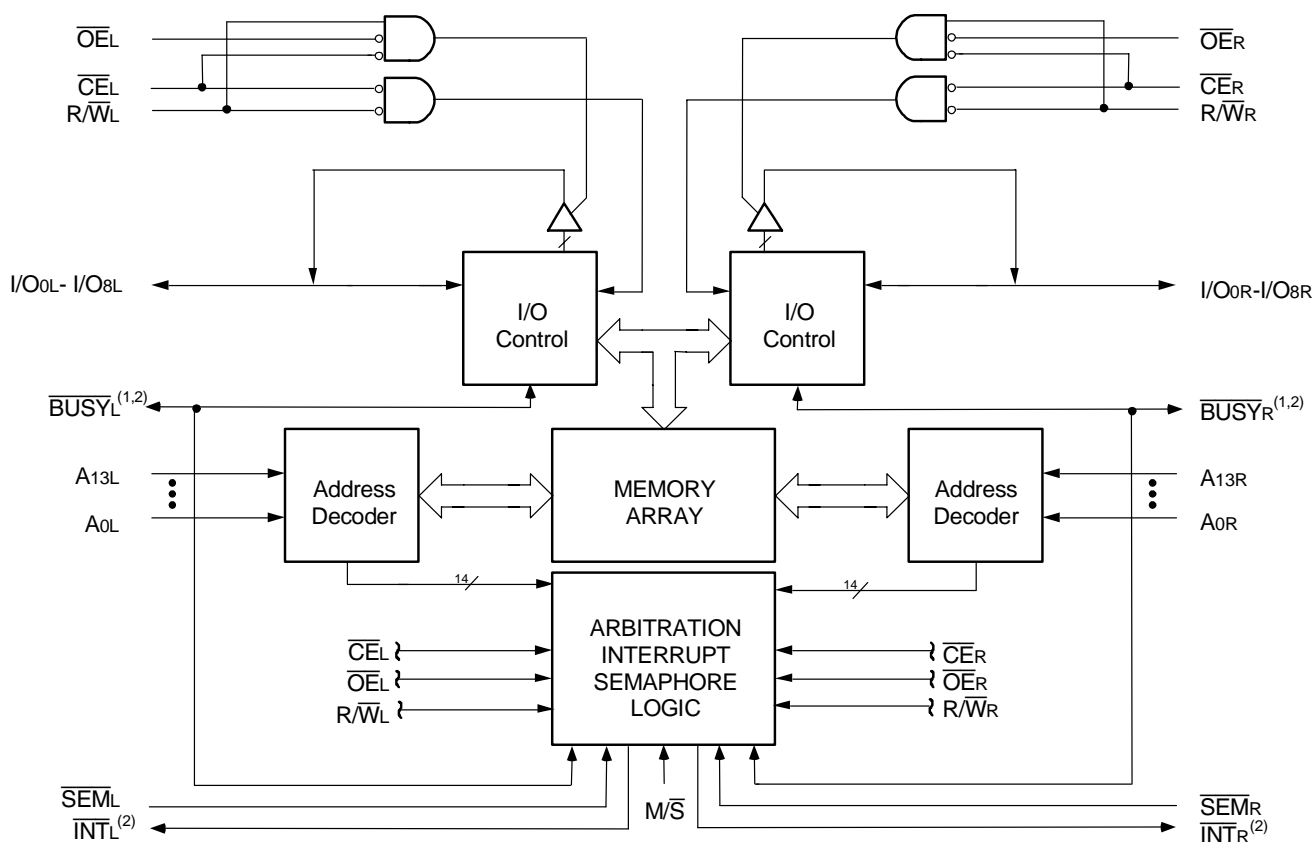 OEL
OER
CEL
CER
R/WL
R/WR
I/O0L- I/O8L
I/O
Control
I/O
Control
I/O0R-I/O8R
BUSYL(1,2)
BUSYR(1,2)
A13L
A0L
Address
Decoder
MEMORY
ARRAY
Address
Decoder
A13R
A0R
14
14
ARBITRATION
INTERRUPT
SEMAPHORE
LOGIC
CEL
OEL
R/WL
CER
OER
R/WR
SEML
INTL(2)
M/S
SEMR
INTR(2)